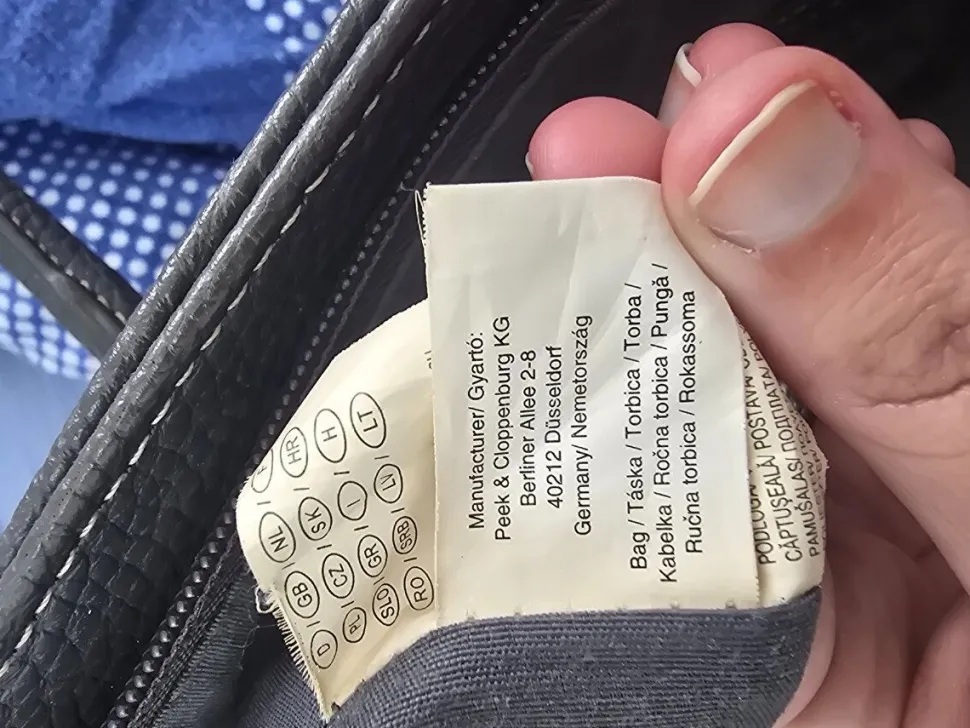 Manufacturer/ Gyartó:
Peek & Cloppenburg KG
Berliner Allee 2-8
40212 Düsseldorf
Germany/ Nemetország
Bag / Táska / Torbica / Torba /
Kabelka / Ročna torbica / Pungă /
Ručna torbica / Rokassoma
D / GB / NL /
PL / CZ / SK / HR /
SLO / GR / I / H /
RO / SRB / LV / LT
PODLOGA POSTAVA
CĂPTUŞEALĂ ПОДПЛАТА
PAMUŠALAS